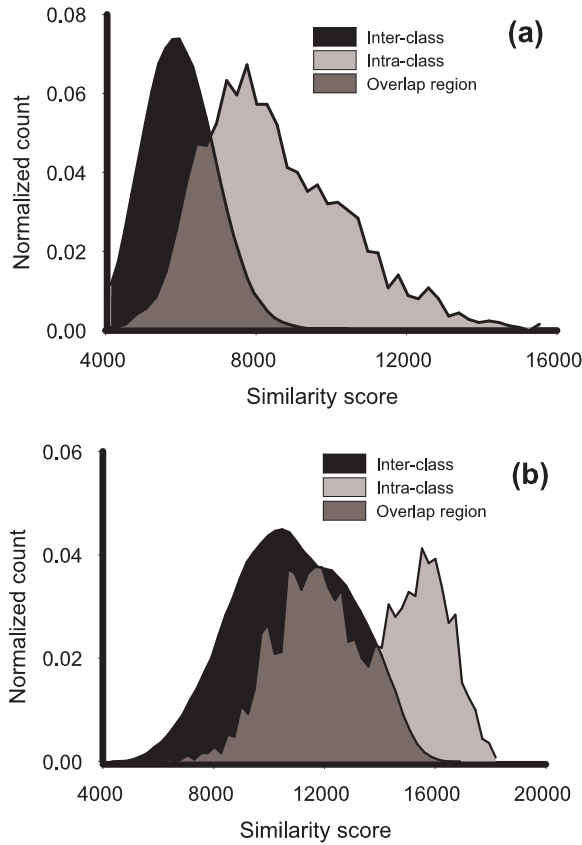 0.08
(a)
Inter-class
Intra-class
Overlap region
0.06
0.04
0.02
0.00
Normalized count
4000 8000 12000 16000
Similarity score
0.06
(b)
Inter-class
Intra-class
Overlap region
0.04
0.02
0.00
Normalized count
4000 8000 12000 16000 20000
Similarity score